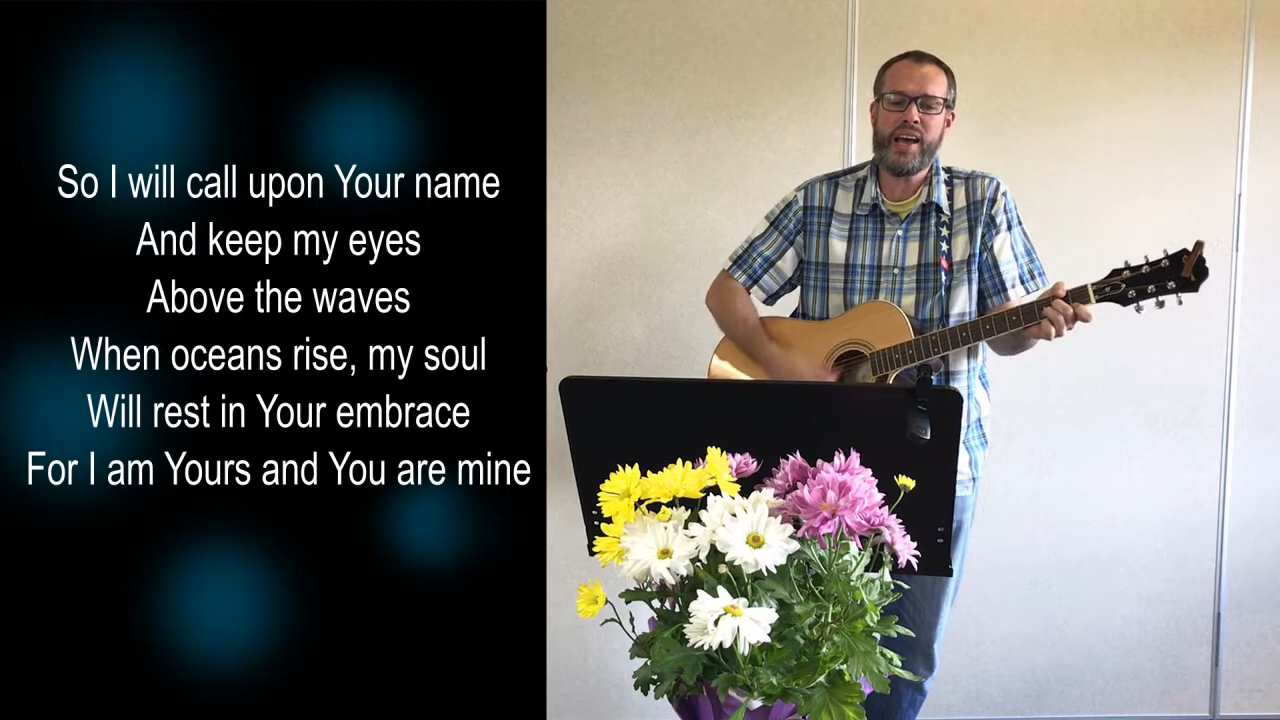 So I will call upon Your name
And keep my eyes
Above the waves
When oceans rise, my soul
Will rest in Your embrace
For I am Yours and You are mine